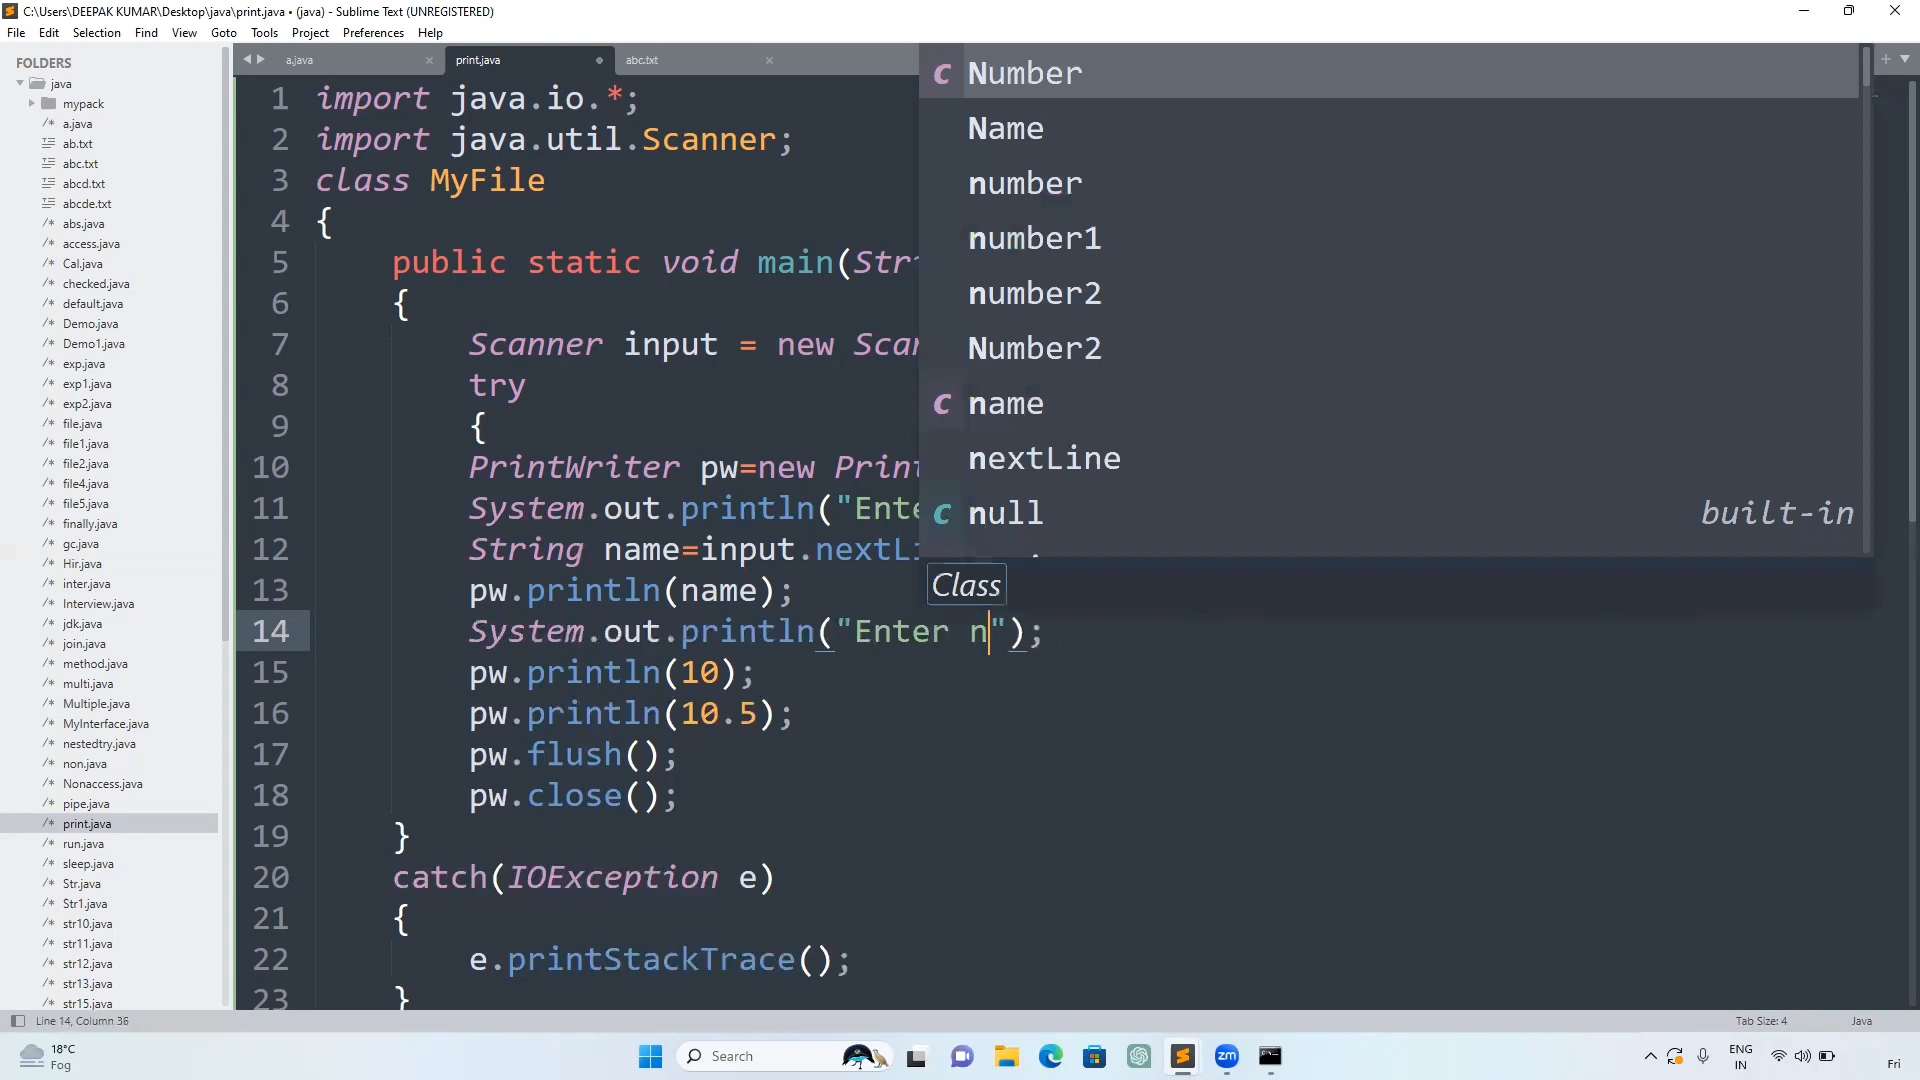 C:\Users\DEEPAK KUMAR\Desktop\java\print.java • (java) - Sublime Text (UNREGISTERED)
File Edit Selection Find View Goto Tools Project Preferences Help
FOLDERS
java
mypack
a.java
ab.txt
abc.txt
abcd.txt
abcde.txt
abs.java
access.java
Cal.java
checked.java
default.java
Demo.java
Demo1.java
exp.java
exp1.java
exp2.java
file.java
file1.java
file2.java
file4.java
file5.java
finally.java
gc.java
Hir.java
inter.java
Interview.java
jdk.java
join.java
method.java
multi.java
Multiple.java
MyInterface.java
nestedtry.java
non.java
Nonaccess.java
pipe.java
print.java
run.java
sleep.java
Str.java
Str1.java
str10.java
str11.java
str12.java
str13.java
str15.java
a.java print.java abc.txt
1 import java.io.*;
2 import java.util.Scanner;
3 class MyFile
4 {
5 public static void main(Str
6 {
7 Scanner input = new Scan
8 try
9 {
10 PrintWriter pw=new Print
11 System.out.println("Ente
12 String name=input.nextLi
13 pw.println(name);
14 System.out.println("Enter n");
15 pw.println(10);
16 pw.println(10.5);
17 pw.flush();
18 pw.close();
19 }
20 catch(IOException e)
21 {
22 e.printStackTrace();
23 }
c Number
Name
number
number1
number2
Number2
c name
nextLine
c null built-in
Class
Line 14, Column 36 Tab Size: 4 Java
18°C
Fog
Search
zm
ENG
IN
Fri